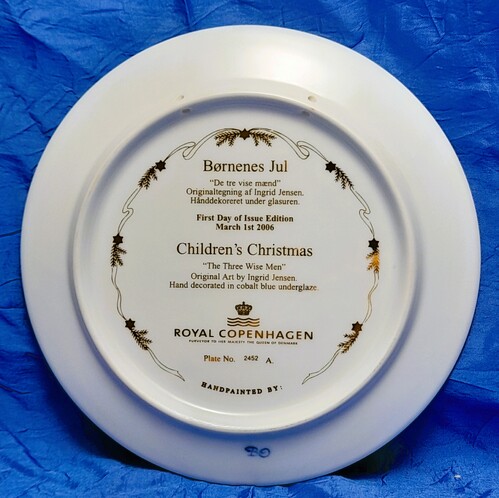 Børnenes Jul
"De tre vise mænd"
Originaltegning af Ingrid Jensen.
Hånddekoreret under glasuren.
First Day of Issue Edition
March 1st 2006
Children's Christmas
"The Three Wise Men"
Original Art by Ingrid Jensen.
Hand decorated in cobalt blue underglaze.
ROYAL COPENHAGEN
PURVEYOR TO HER MAJESTY THE QUEEN OF DENMARK
Plate No. 2452 A.
HANDPAINTED BY: